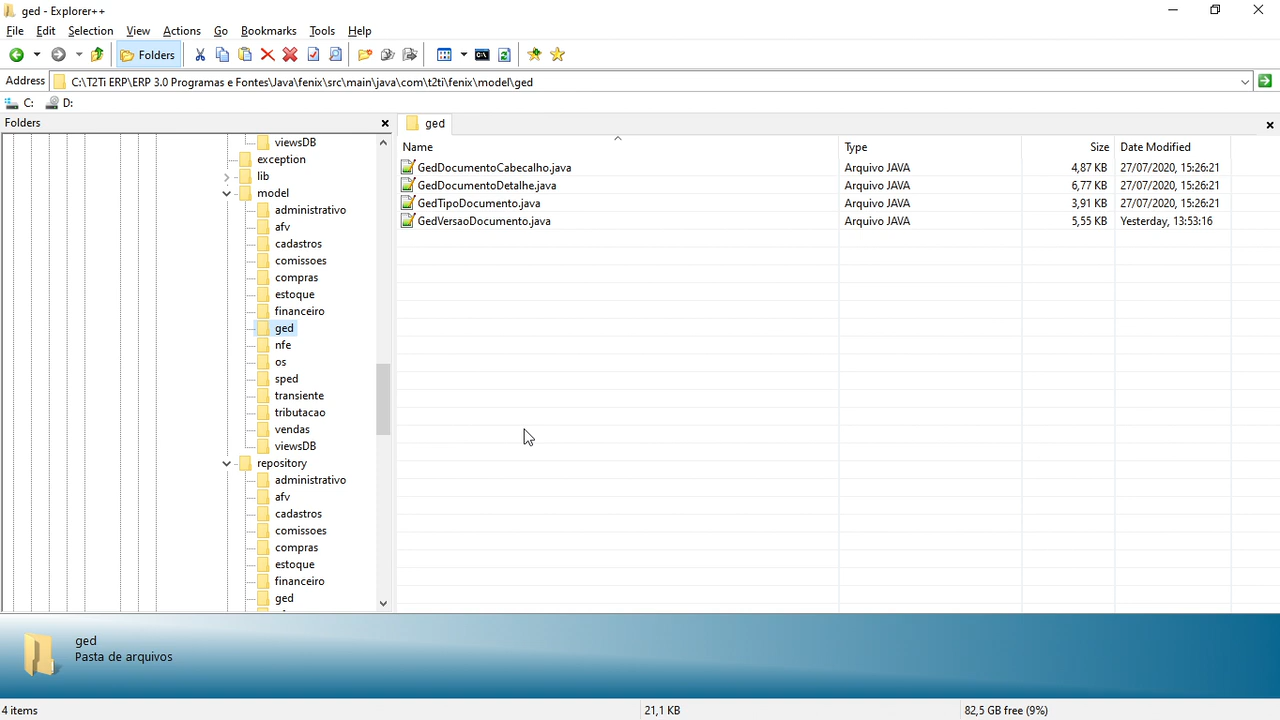 ged - Explorer++
File Edit Selection View Actions Go Bookmarks Tools Help
Folders
Address C:\T2Ti ERP\ERP 3.0 Programas e Fontes\Java\fenix\src\main\java\com\t2ti\fenix\model\ged
C: D:
Folders
viewsDB
exception
lib
model
administrativo
afv
cadastros
comissoes
compras
estoque
financeiro
ged
nfe
os
sped
transiente
tributacao
vendas
viewsDB
repository
administrativo
afv
cadastros
comissoes
compras
estoque
financeiro
ged
ged
Name Type Size Date Modified
GedDocumentoCabecalho.java Arquivo JAVA 4,87 KB 27/07/2020, 15:26:21
GedDocumentoDetalhe.java Arquivo JAVA 6,77 KB 27/07/2020, 15:26:21
GedTipoDocumento.java Arquivo JAVA 3,91 KB 27/07/2020, 15:26:21
GedVersaoDocumento.java Arquivo JAVA 5,55 KB Yesterday, 13:53:16
ged
Pasta de arquivos
4 items 21,1 KB 82,5 GB free (9%)